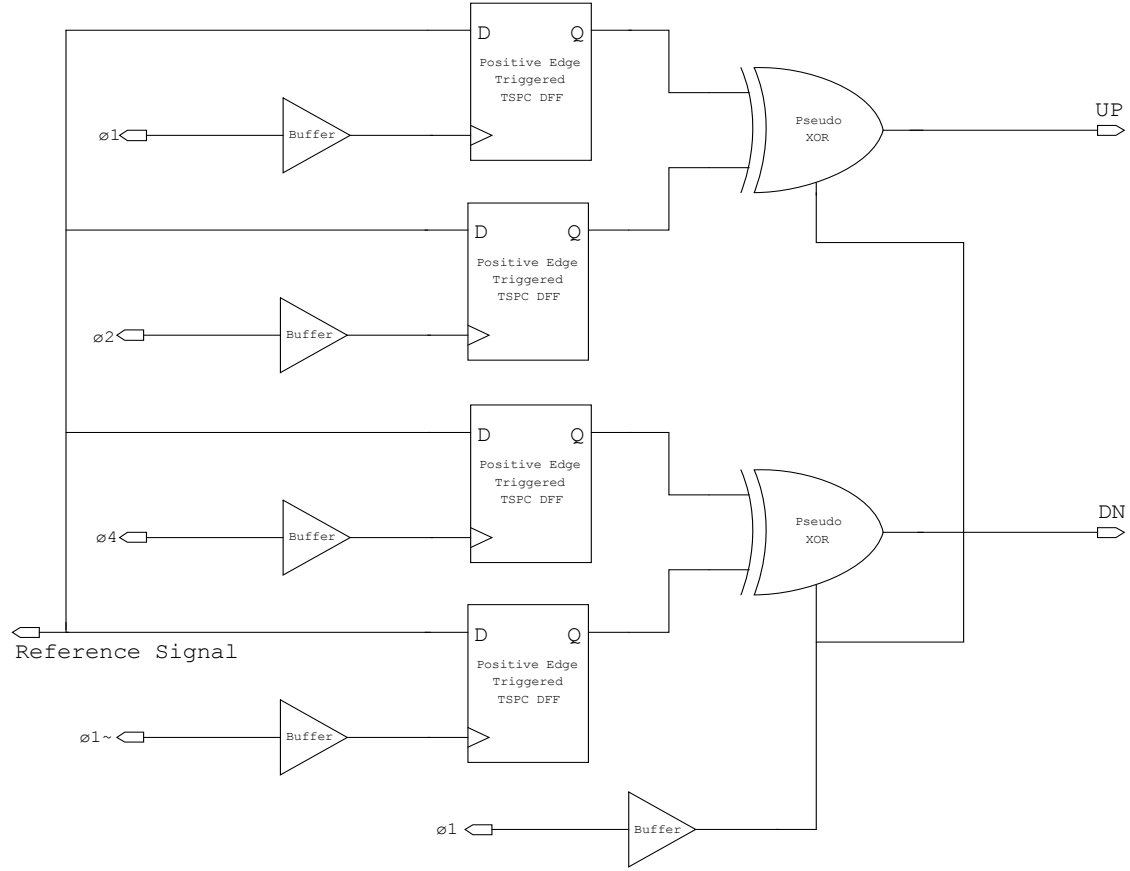 D Q
Positive Edge
Triggered
TSPC DFF
ø1
Buffer
Pseudo
XOR
UP
D Q
Positive Edge
Triggered
TSPC DFF
ø2
Buffer
D Q
Positive Edge
Triggered
TSPC DFF
ø4
Buffer
Pseudo
XOR
DN
D Q
Positive Edge
Triggered
TSPC DFF
Reference Signal
ø1~
Buffer
ø1
Buffer